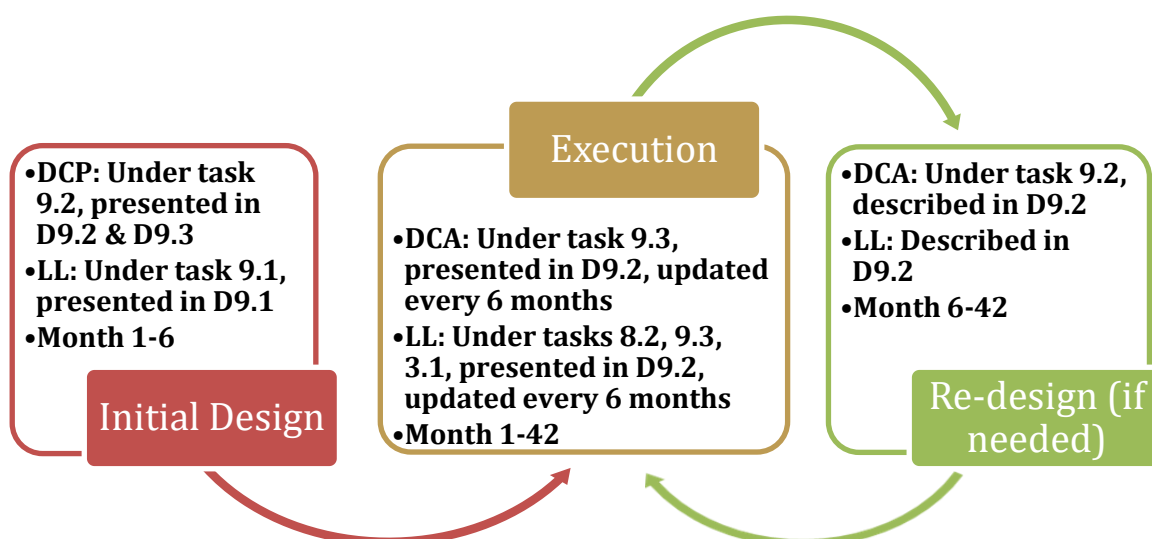 •DCP: Under task
9.2, presented in
D9.2 & D9.3
•LL: Under task 9.1,
presented in D9.1
•Month 1-6
Initial Design
Execution
•DCA: Under task 9.3,
presented in D9.2, updated
every 6 months
•LL: Under tasks 8.2, 9.3,
3.1, presented in D9.2,
updated every 6 months
•Month 1-42
•DCA: Under task 9.2,
described in D9.2
•LL: Described in
D9.2
•Month 6-42
Re-design (if
needed)